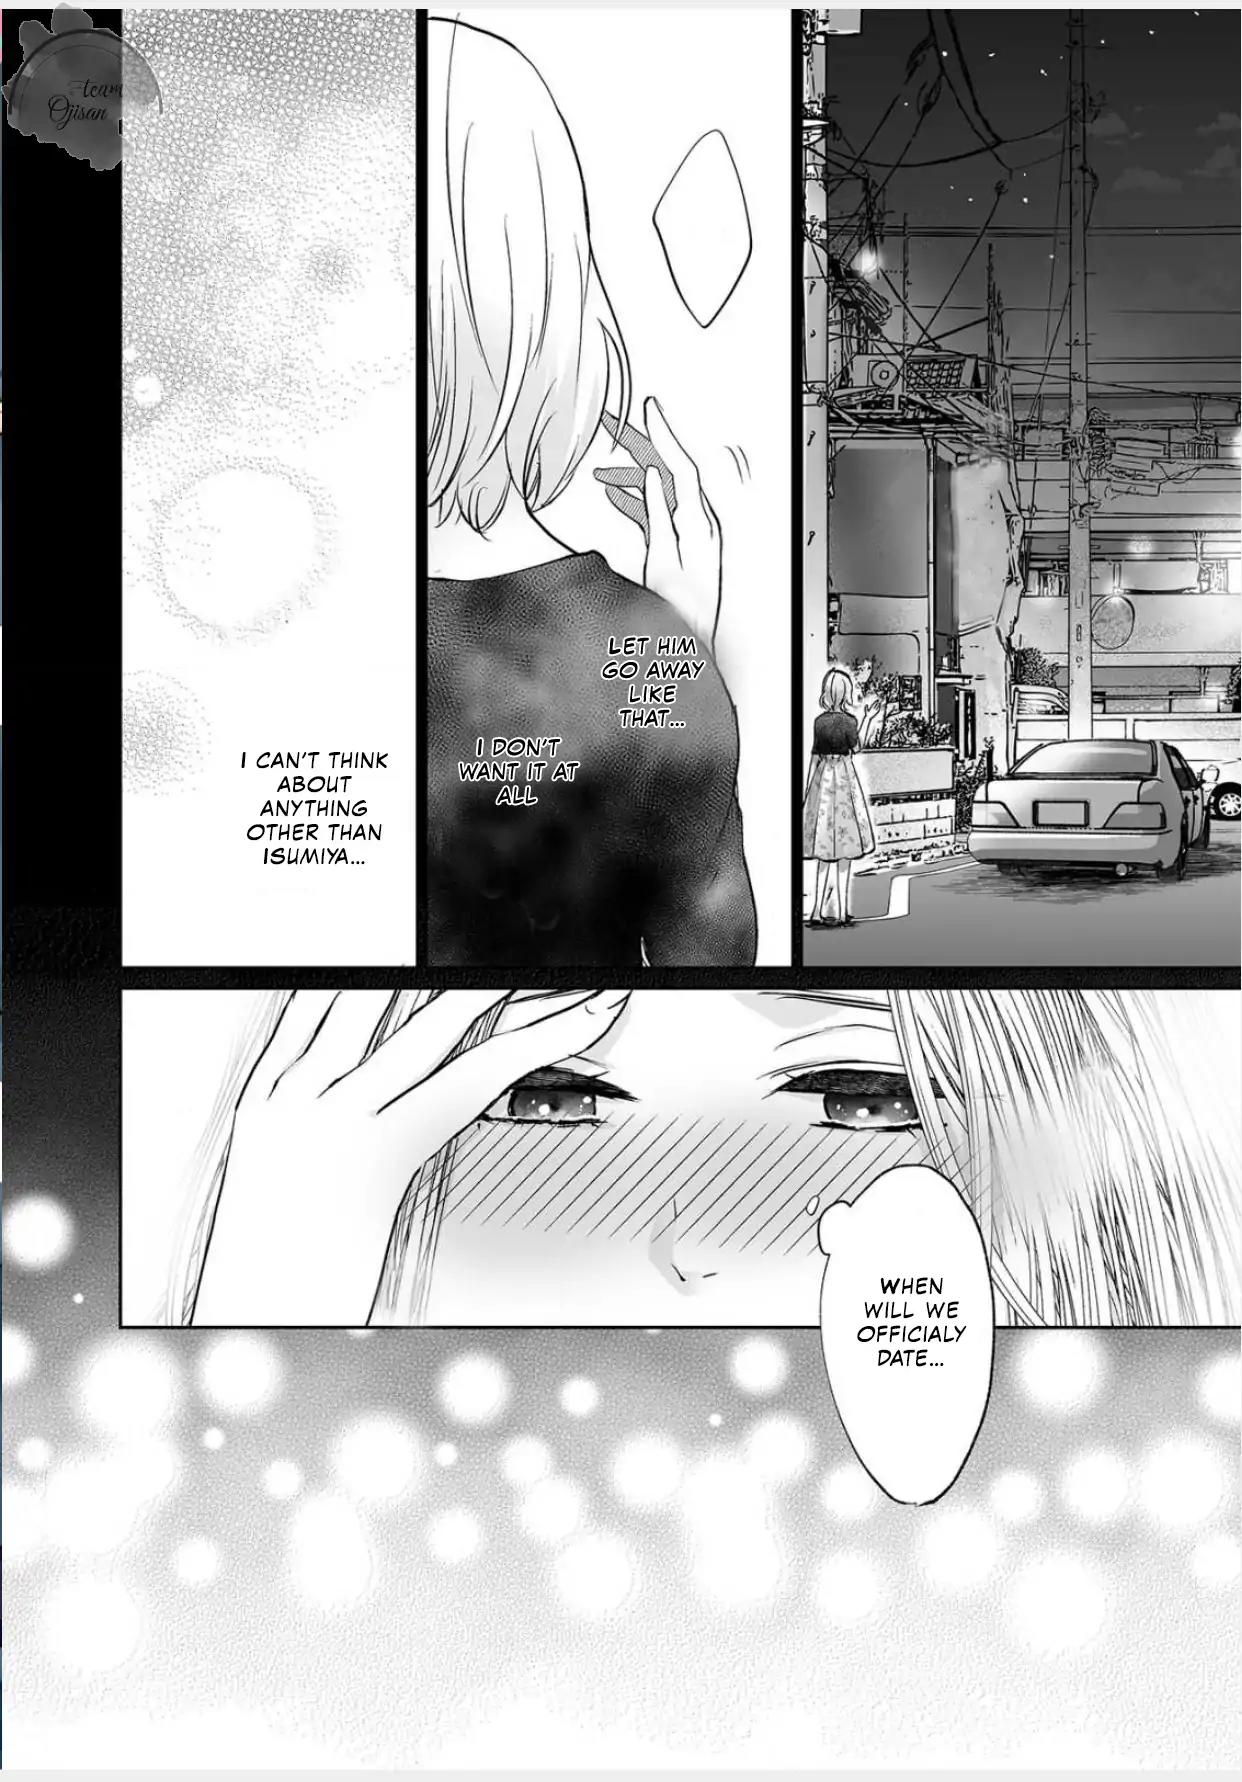 team
Ojisan
LET HIM
GO AWAY
LIKE
THAT...
I DON'T
WANT IT AT
ALL
I CAN'T THINK
ABOUT
ANYTHING
OTHER THAN
ISUMIYA...
WHEN
WILL WE
OFFICIALY
DATE...